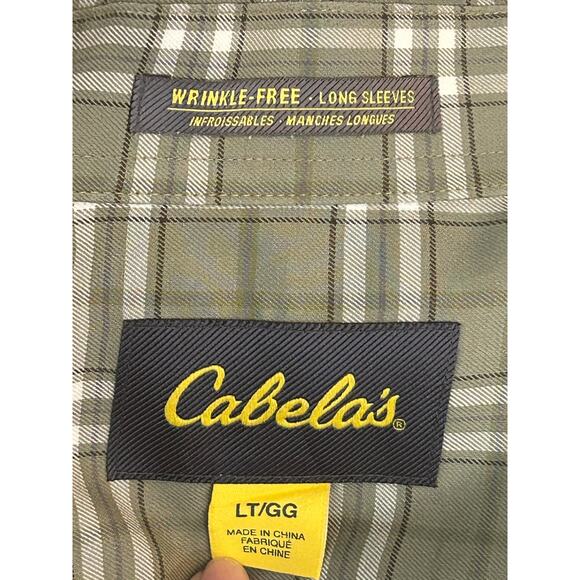 WRINKLE-FREE · LONG SLEEVES
INFROISSABLES · MANCHES LONGUES
Cabela's®
LT/GG
MADE IN CHINA
FABRIQUÉ
EN CHINE